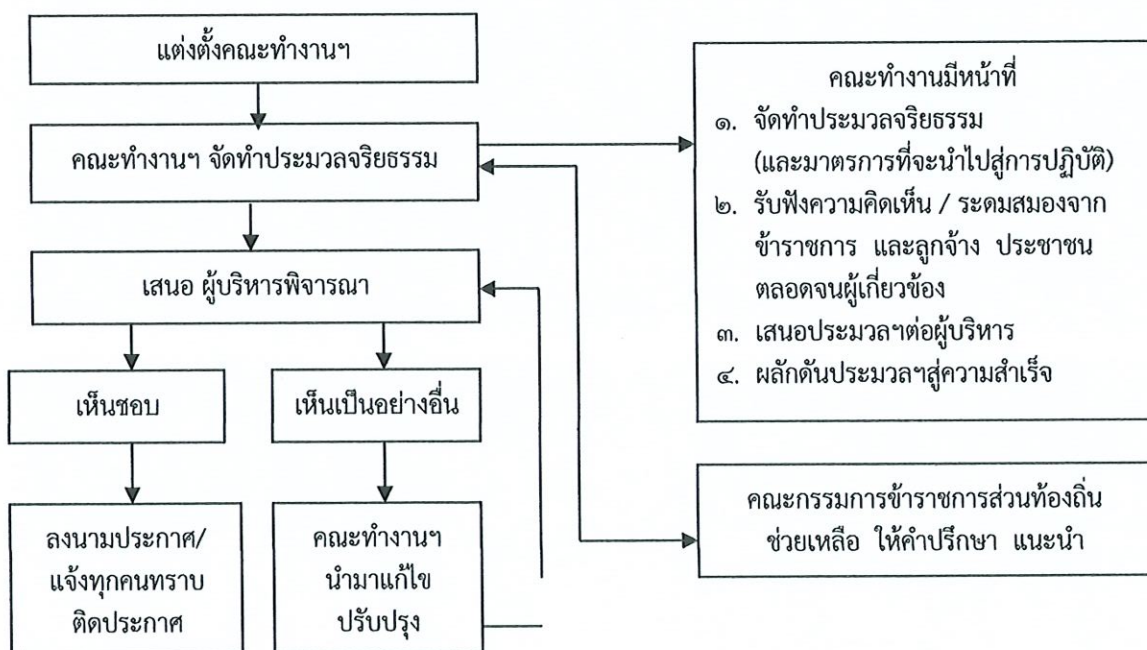 แต่งตั้งคณะทำงานฯ
คณะทำงานฯ จัดทำประมวลจริยธรรม
เสนอ ผู้บริหารพิจารณา
เห็นชอบ
เห็นเป็นอย่างอื่น
ลงนามประกาศ/
แจ้งทุกคนทราบ
ติดประกาศ
คณะทำงานฯ
นำมาแก้ไข
ปรับปรุง
คณะทำงานมีหน้าที่
๑. จัดทำประมวลจริยธรรม
(และมาตรการที่จะนำไปสู่การปฏิบัติ)
๒. รับฟังความคิดเห็น / ระดมสมองจาก
ข้าราชการ และลูกจ้าง ประชาชน
ตลอดจนผู้เกี่ยวข้อง
๓. เสนอประมวลฯต่อผู้บริหาร
๔. ผลักดันประมวลฯสู่ความสำเร็จ
คณะกรรมการข้าราชการส่วนท้องถิ่น
ช่วยเหลือ ให้คำปรึกษา แนะนำ